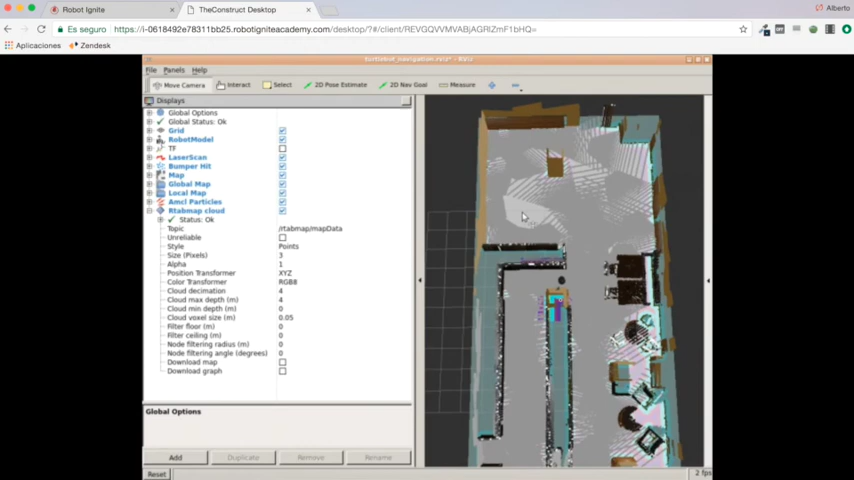 Robot Ignite
TheConstruct Desktop
Alberto
Es seguro
https://i-0618492e78311bb25.robotigniteacademy.com/desktop/?#/client/REVGQVVMVABjAGRlZmF1bHQ=
Aplicaciones
Zendesk
turtlebot_navigation.rviz* - RViz
File Panels Help
Move Camera Interact Select 2D Pose Estimate 2D Nav Goal Measure
Displays
Global Options
Global Status: Ok
Grid
RobotModel
TF
LaserScan
Bumper Hit
Map
Global Map
Local Map
Amcl Particles
Rtabmap cloud
Status: Ok
Topic /rtabmap/mapData
Unreliable
Style Points
Size (Pixels) 3
Alpha 1
Position Transformer XYZ
Color Transformer RGB8
Cloud decimation 4
Cloud max depth (m) 4
Cloud min depth (m) 0
Cloud voxel size (m) 0.05
Filter floor (m) 0
Filter ceiling (m) 0
Node filtering radius (m) 0
Node filtering angle (degrees) 0
Download map
Download graph
Global Options
Add Duplicate Remove Rename
Reset
2 fps